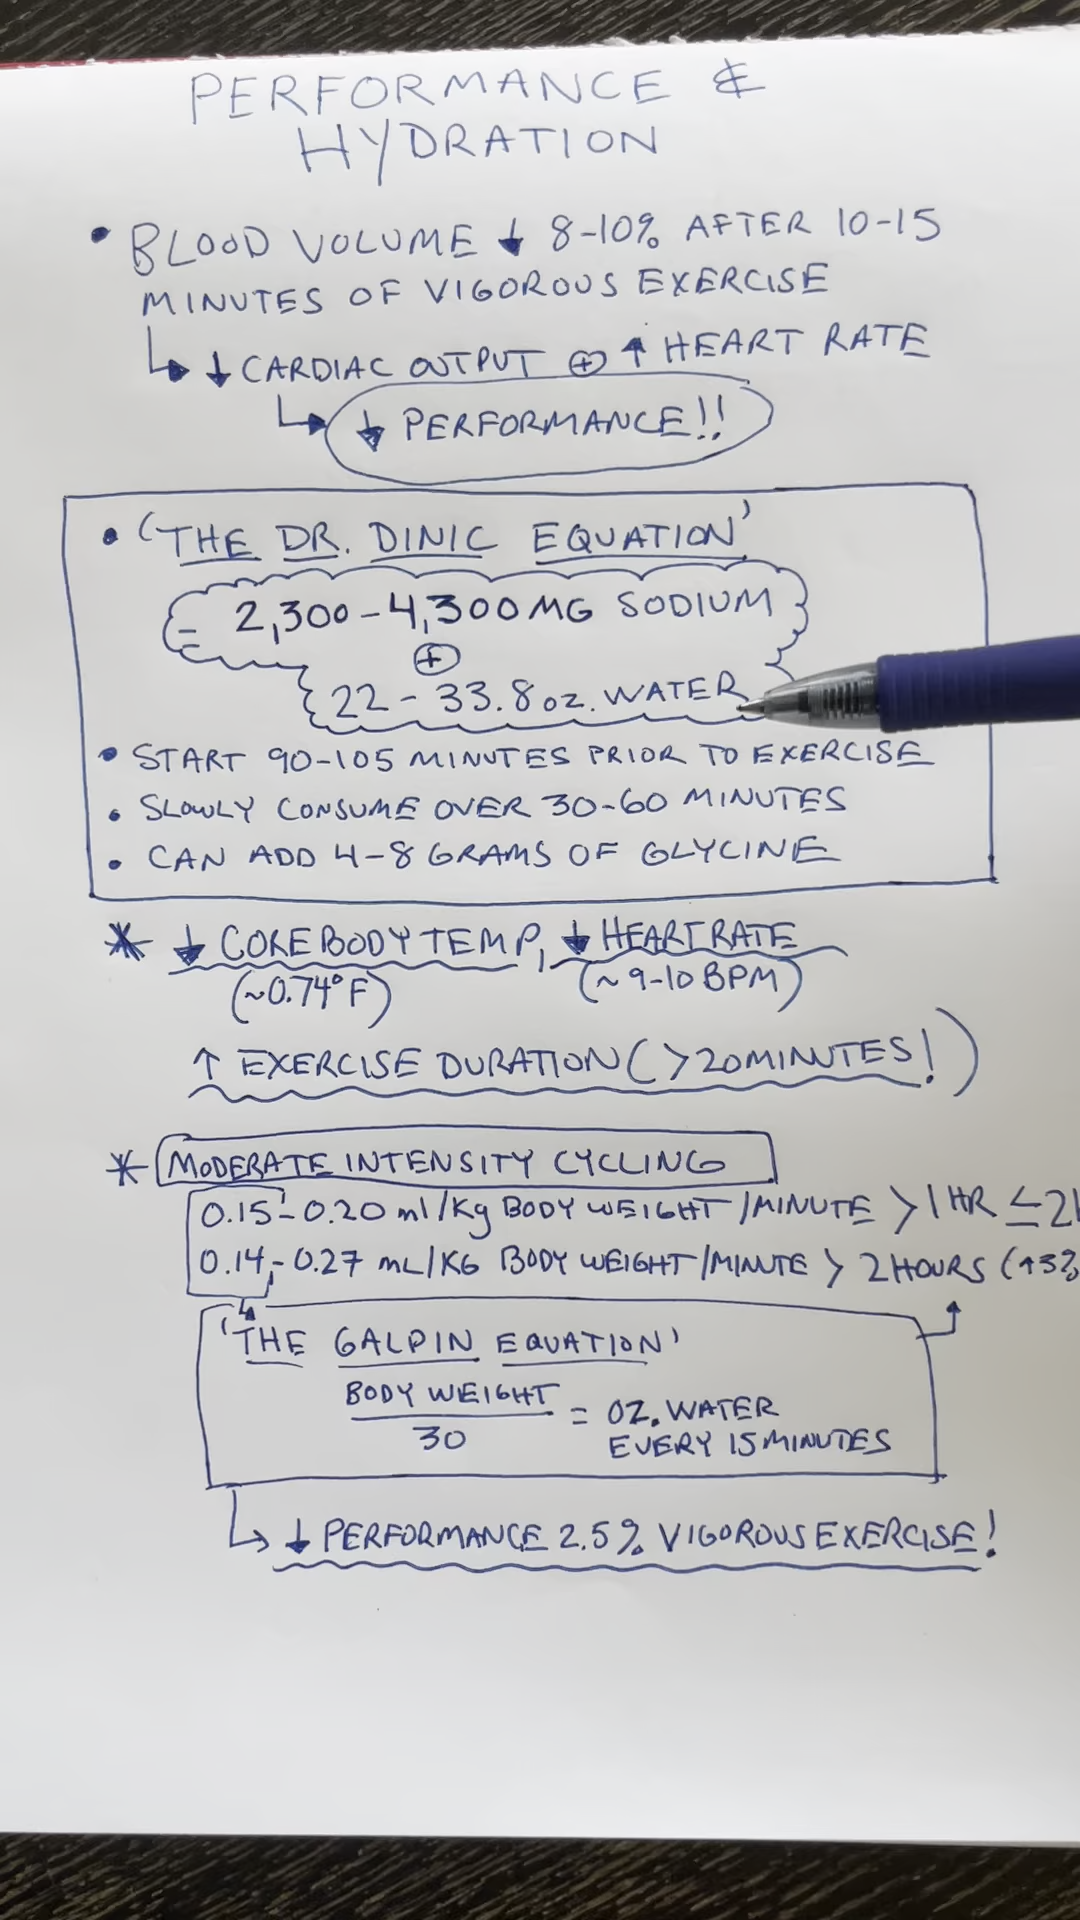 PERFORMANCE &
HYDRATION
• BLOOD VOLUME ↓ 8-10% AFTER 10-15
MINUTES OF VIGOROUS EXERCISE
↳ ↓ CARDIAC OUTPUT ⊕ ↑ HEART RATE
↳ ↓ PERFORMANCE!!
• 'THE DR. DINIC EQUATION'
= 2,300-4,300MG SODIUM
⊕
22-33.8 oz. WATER
• START 90-105 MINUTES PRIOR TO EXERCISE
• SLOWLY CONSUME OVER 30-60 MINUTES
• CAN ADD 4-8 GRAMS OF GLYCINE
* ↓ CORE BODY TEMP, ↓ HEART RATE
(~0.74°F) (~9-10 BPM)
↑ EXERCISE DURATION (>20 MINUTES!)
* MODERATE INTENSITY CYCLING
0.15-0.20 ml/Kg BODY WEIGHT/MINUTE > 1 HR ≤ 2
0.14-0.27 mL/KG BODY WEIGHT/MINUTE > 2 HOURS (↑3%
'THE GALPIN EQUATION'
BODY WEIGHT
30
= OZ. WATER
EVERY 15 MINUTES
↳ ↓ PERFORMANCE 2.5% VIGOROUS EXERCISE!